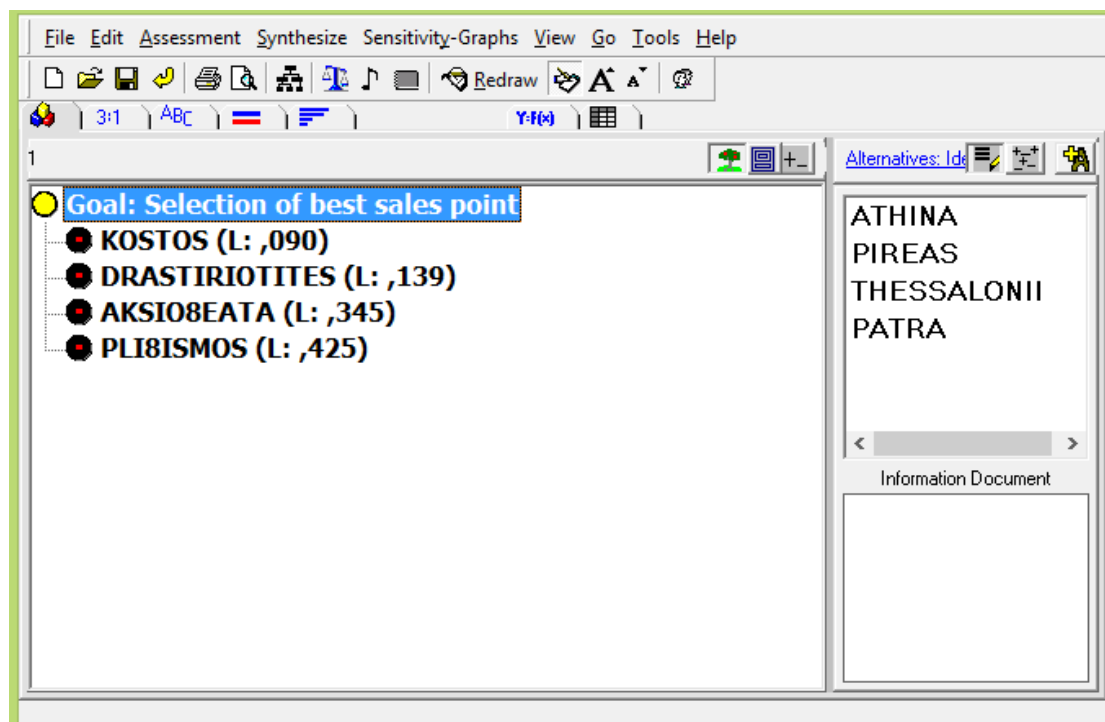 File Edit Assessment Synthesize Sensitivity-Graphs View Go Tools Help
Redraw A A
3:1 ABC Y=F(x)
1
Alternatives: Ide
Goal: Selection of best sales point
KOSTOS (L: ,090)
DRASTIRIOTITES (L: ,139)
AKSIO8EATA (L: ,345)
PLI8ISMOS (L: ,425)
ATHINA
PIREAS
THESSALONII
PATRA
Information Document